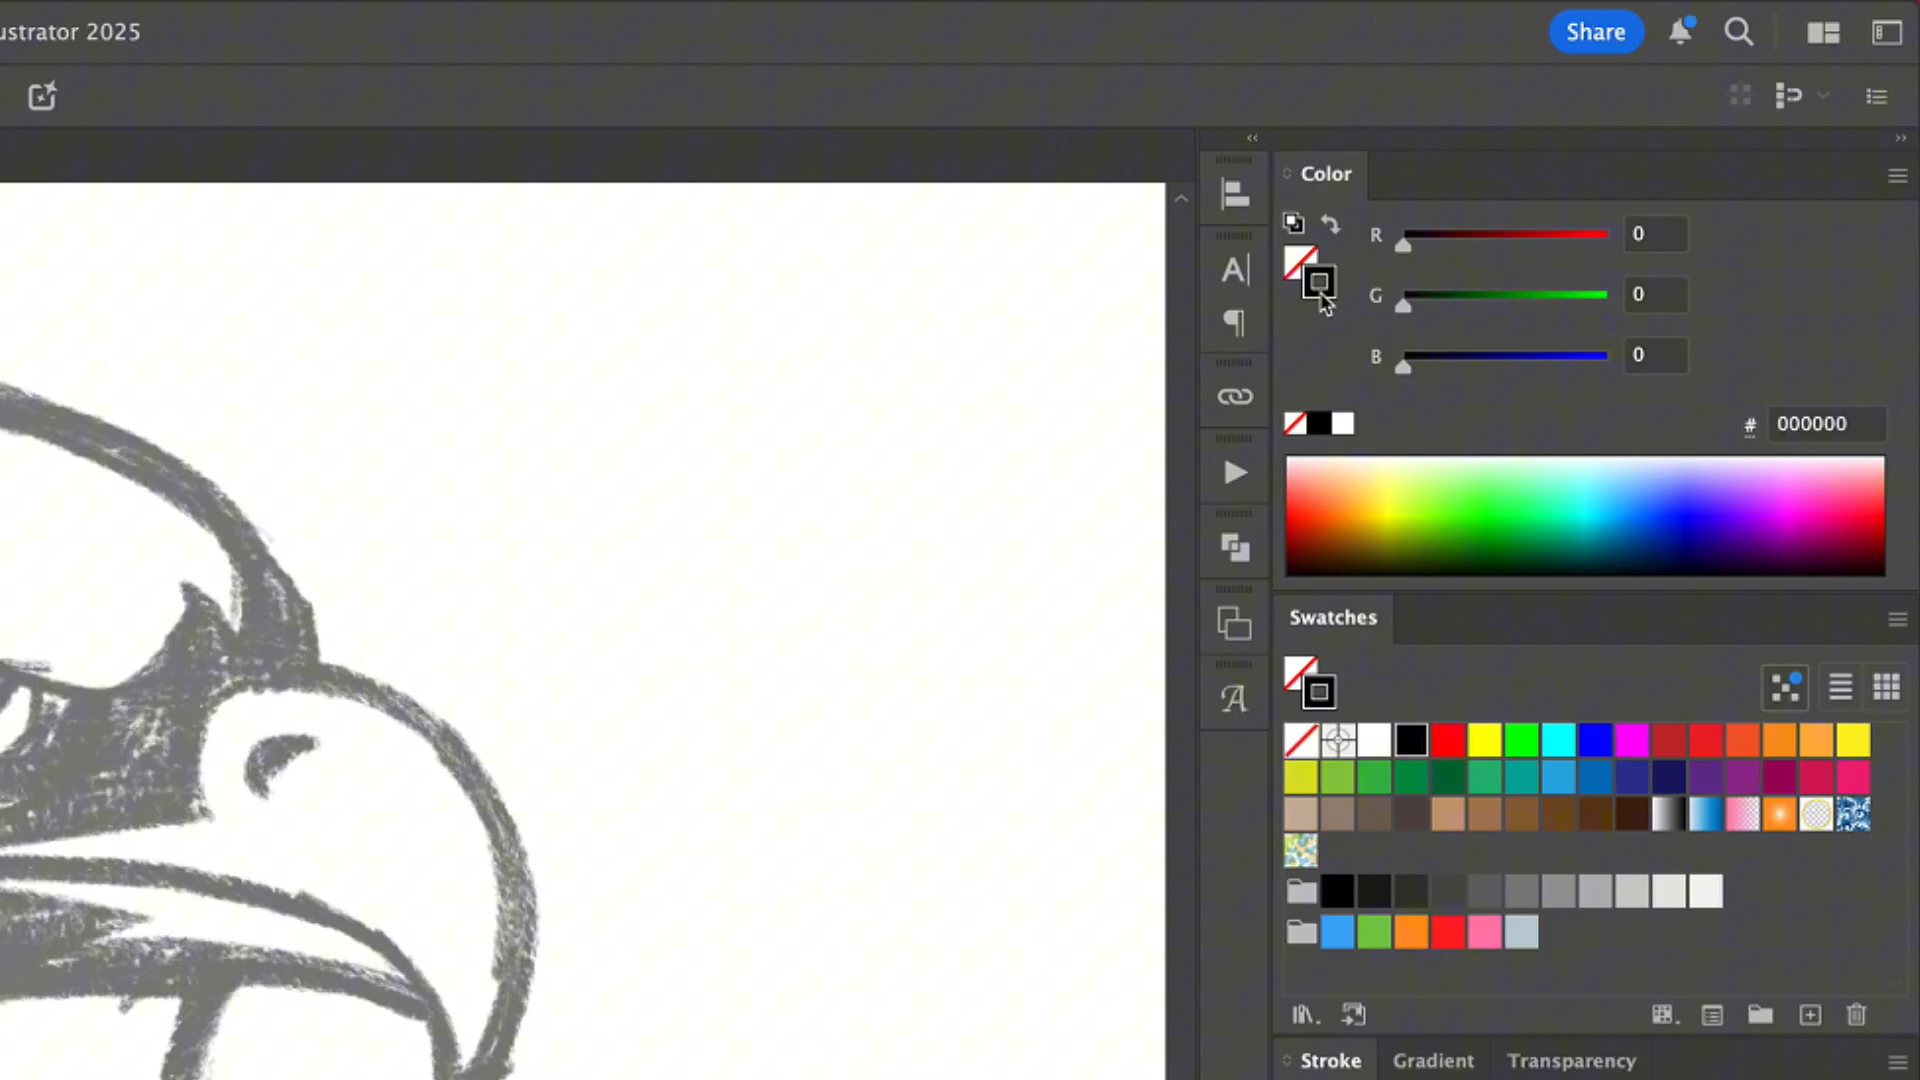 ustrator 2025
Share
Color
R 0
G 0
B 0
# 000000
Swatches
Stroke Gradient Transparency